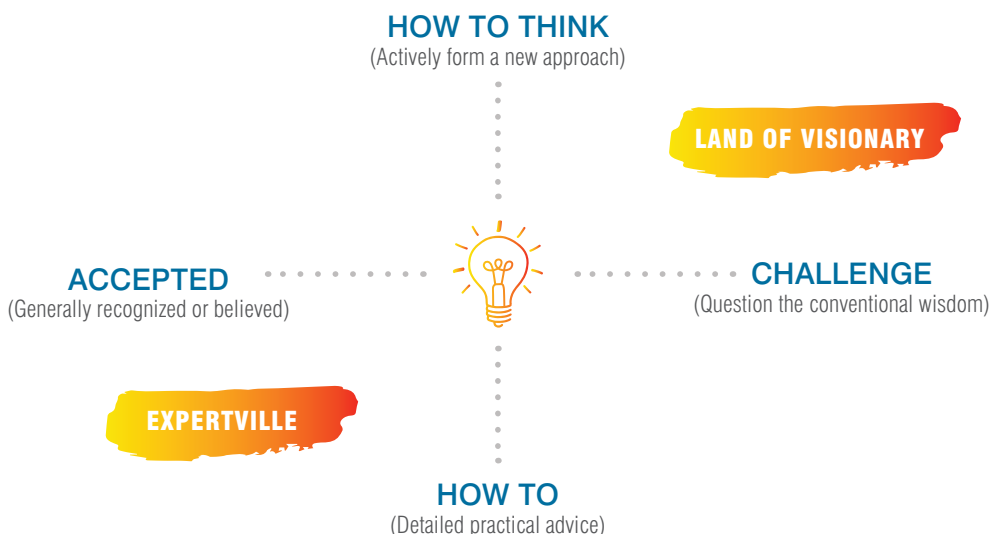 HOW TO THINK
(Actively form a new approach)
LAND OF VISIONARY
ACCEPTED
(Generally recognized or believed)
CHALLENGE
(Question the conventional wisdom)
EXPERTVILLE
HOW TO
(Detailed practical advice)